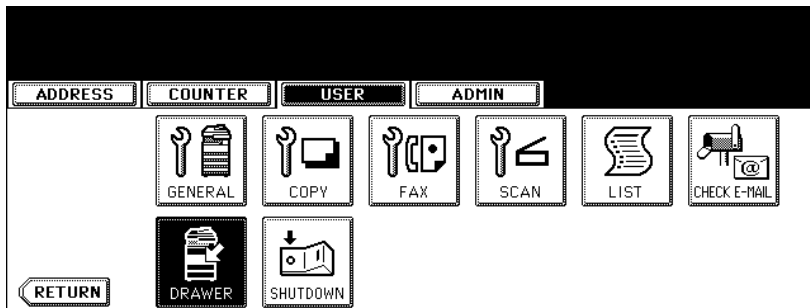 ADDRESS COUNTER USER ADMIN
GENERAL COPY FAX SCAN LIST CHECK E-MAIL
@
DRAWER SHUTDOWN
RETURN